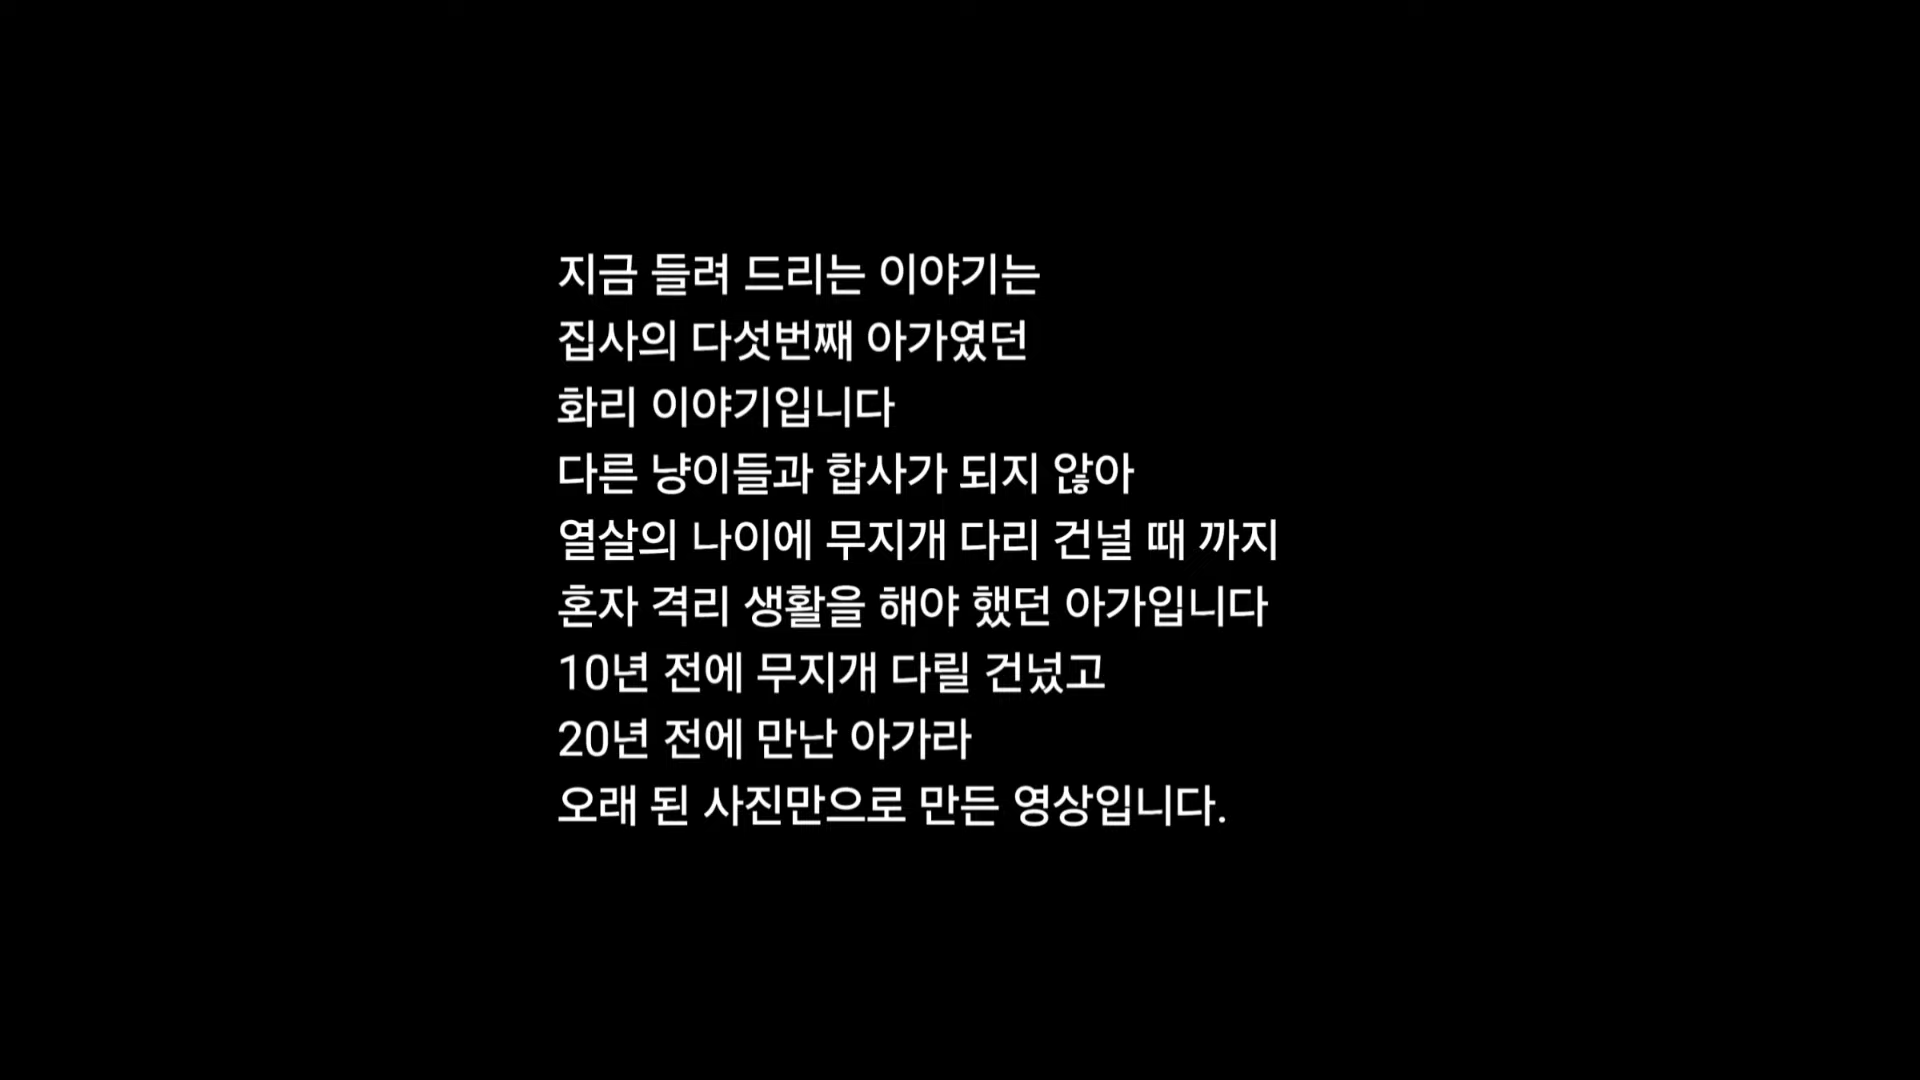 지금 들려 드리는 이야기는
집사의 다섯번째 아가였던
화리 이야기입니다
다른 냥이들과 합사가 되지 않아
열살의 나이에 무지개 다리 건널 때 까지
혼자 격리 생활을 해야 했던 아가입니다
10년 전에 무지개 다릴 건넜고
20년 전에 만난 아가라
오래 된 사진만으로 만든 영상입니다.